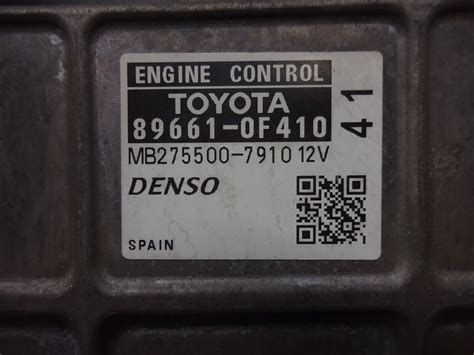 ENGINE CONTROL
TOYOTA
89661-0F410
41
MB275500-7910 12V
DENSO
SPAIN